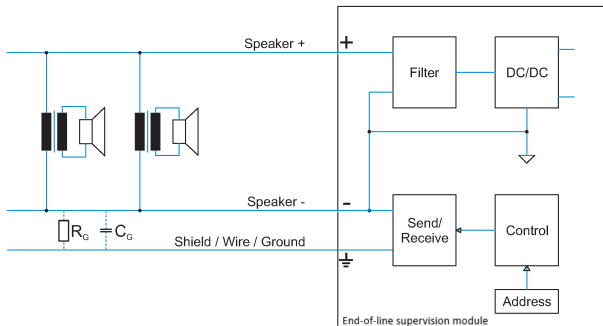 Speaker +
+
Filter
DC/DC
Speaker -
-
RG
CG
Shield / Wire / Ground
Send/
Receive
Control
Address
End-of-line supervision module